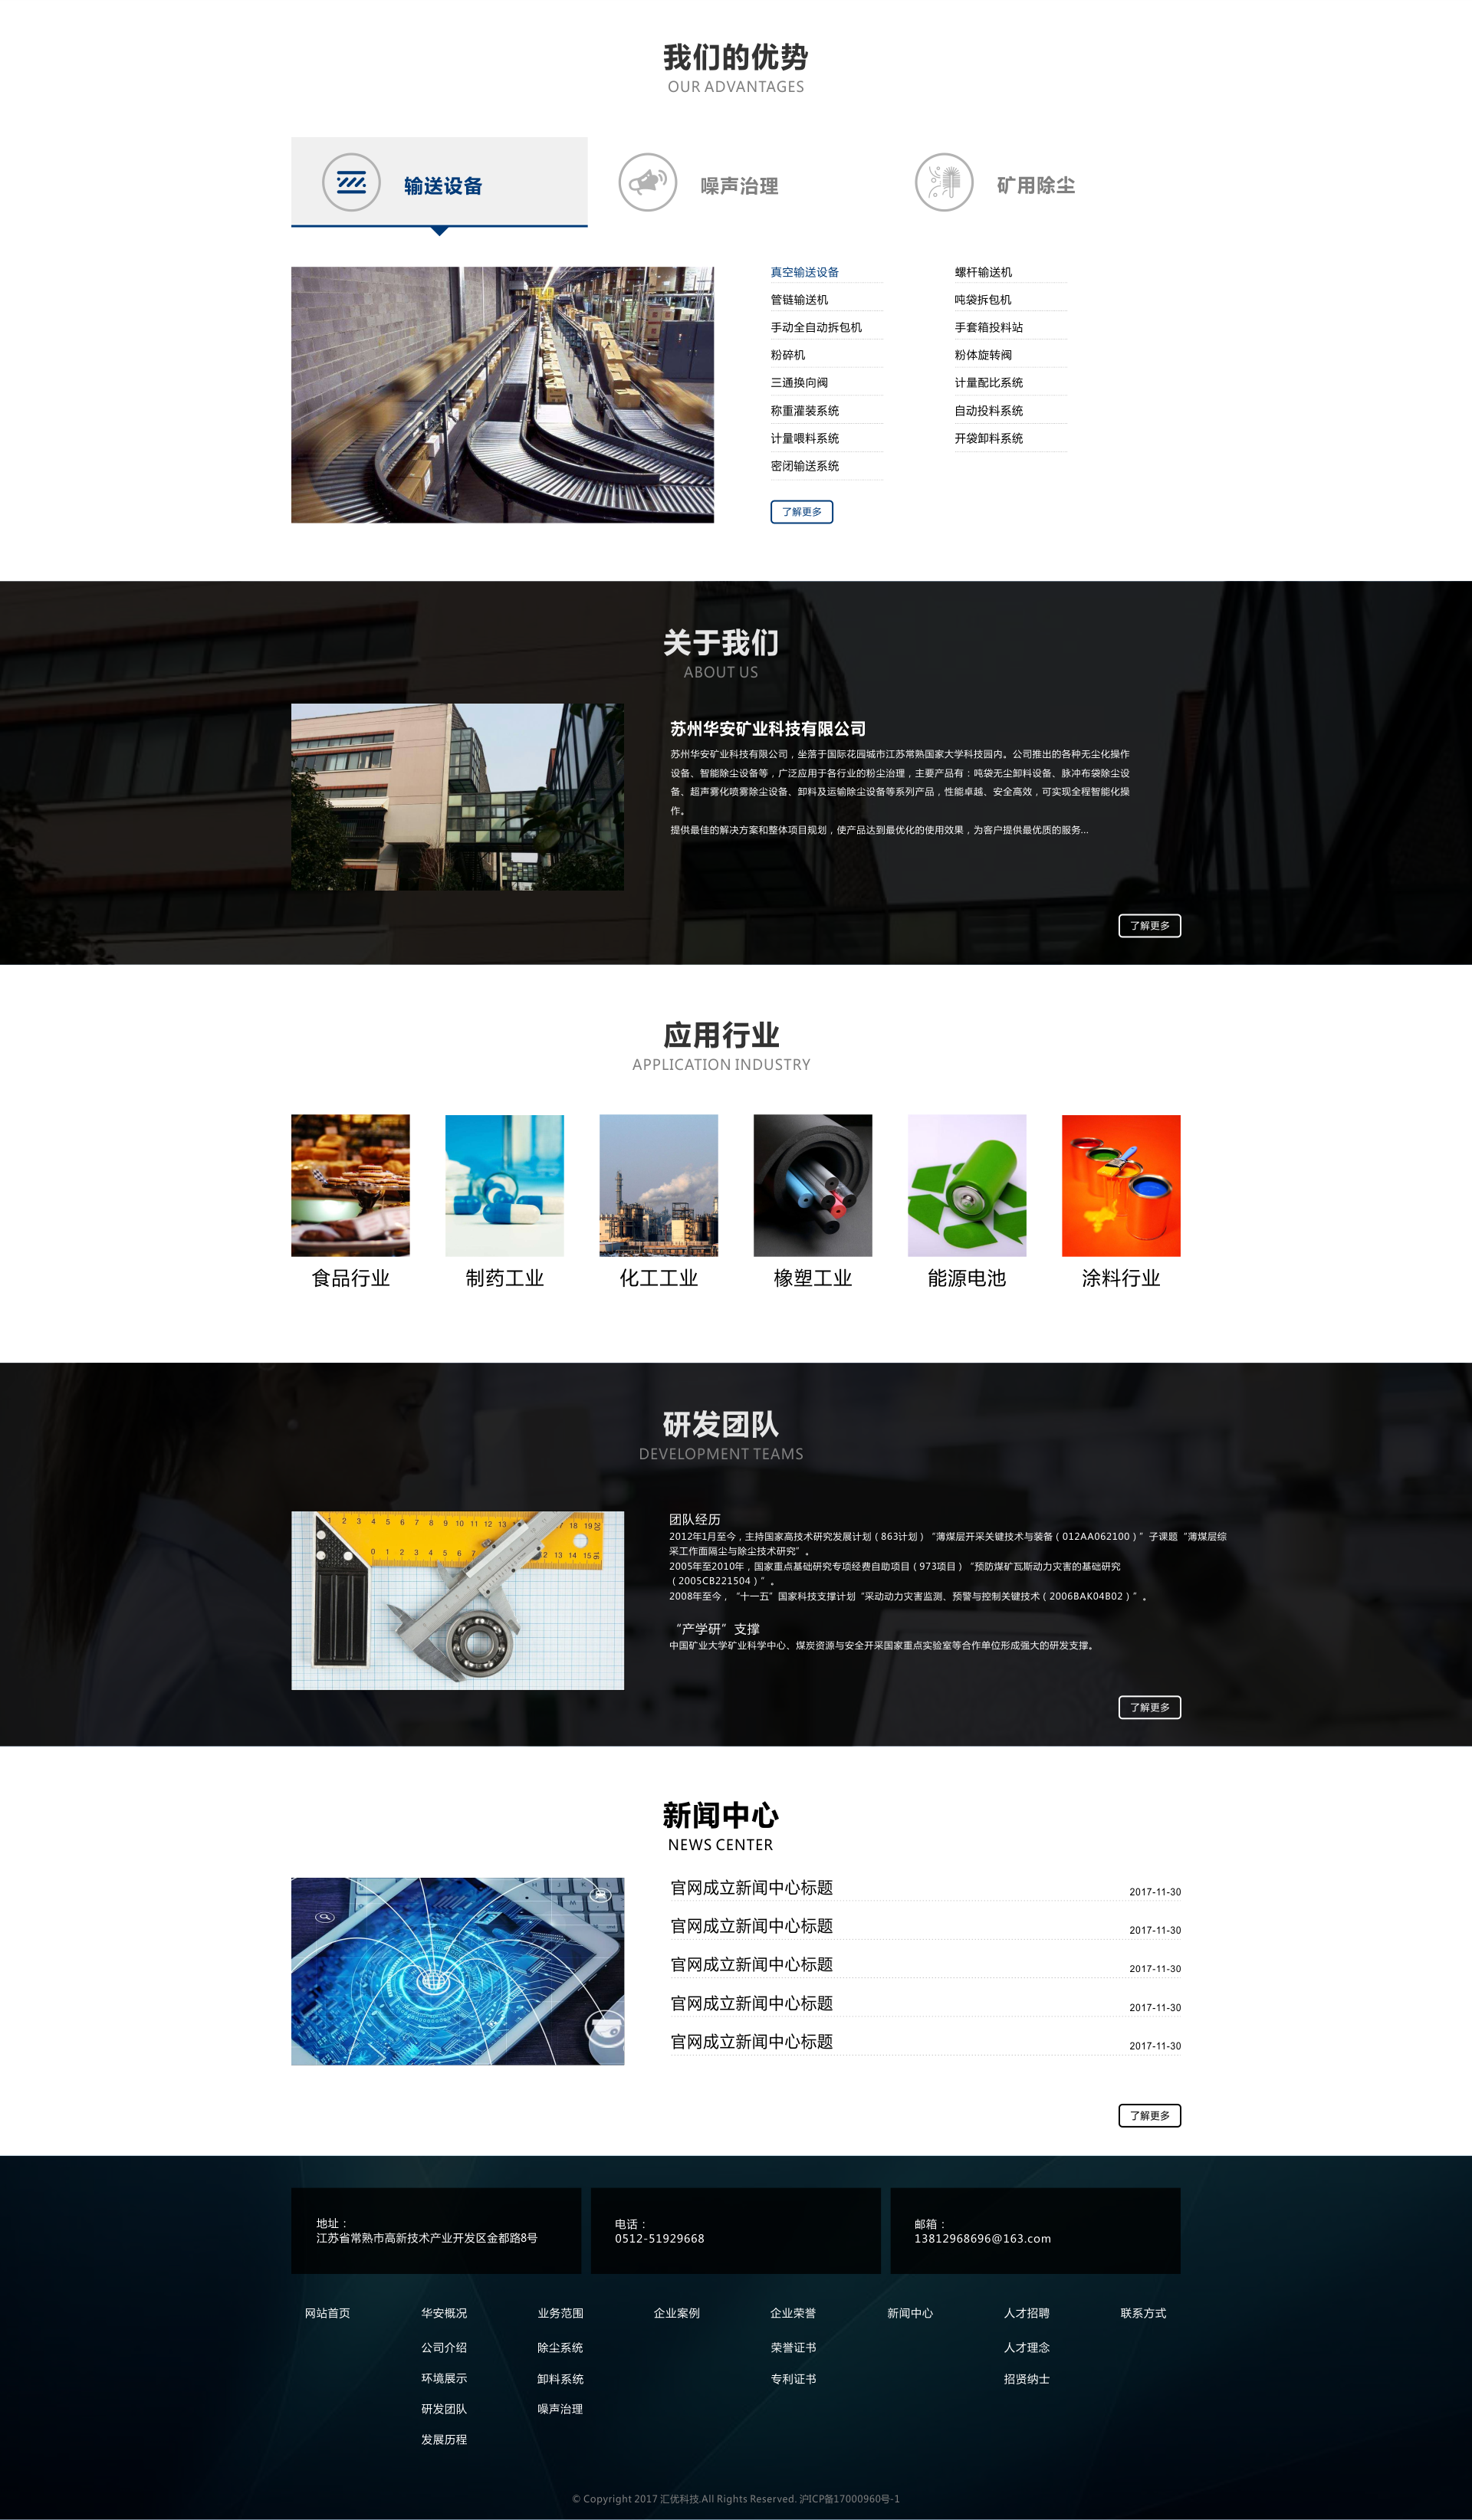 我们的优势
OUR ADVANTAGES
输送设备
噪声治理
矿用除尘
真空输送设备
螺杆输送机
管链输送机
吨袋拆包机
手动全自动拆包机
手套箱投料站
粉碎机
粉体旋转阀
三通换向阀
计量配比系统
称重灌装系统
自动投料系统
计量喂料系统
开袋卸料系统
密闭输送系统
了解更多
关于我们
ABOUT US
苏州华安矿业科技有限公司
苏州华安矿业科技有限公司，坐落于国际花园城市江苏常熟国家大学科技园内。公司推出的各种无尘化操作
设备、智能除尘设备等，广泛应用于各行业的粉尘治理，主要产品有：吨袋无尘卸料设备、脉冲布袋除尘设
备、超声雾化喷雾除尘设备、卸料及运输除尘设备等系列产品，性能卓越、安全高效，可实现全程智能化操
作。
提供最佳的解决方案和整体项目规划，使产品达到最优化的使用效果，为客户提供最优质的服务...
了解更多
应用行业
APPLICATION INDUSTRY
食品行业
制药工业
化工工业
橡塑工业
能源电池
涂料行业
研发团队
DEVELOPMENT TEAMS
团队经历
2012年1月至今，主持国家高技术研究发展计划（863计划）“薄煤层开采关键技术与装备（012AA062100）”子课题“薄煤层综
采工作面隔尘与除尘技术研究”。
2005年至2010年，国家重点基础研究专项经费自助项目（973项目）“预防煤矿瓦斯动力灾害的基础研究
（2005CB221504）”。
2008年至今，“十一五”国家科技支撑计划“采动动力灾害监测、预警与控制关键技术（2006BAK04B02）”。
“产学研”支撑
中国矿业大学矿业科学中心、煤炭资源与安全开采国家重点实验室等合作单位形成强大的研发支撑。
了解更多
新闻中心
NEWS CENTER
官网成立新闻中心标题 2017-11-30
官网成立新闻中心标题 2017-11-30
官网成立新闻中心标题 2017-11-30
官网成立新闻中心标题 2017-11-30
官网成立新闻中心标题 2017-11-30
了解更多
地址：
江苏省常熟市高新技术产业开发区金都路8号
电话：
0512-51929668
邮箱：
13812968696@163.com
网站首页 华安概况 业务范围 企业案例 企业荣誉 新闻中心 人才招聘 联系方式
公司介绍 除尘系统 荣誉证书 人才理念
环境展示 卸料系统 专利证书 招贤纳士
研发团队 噪声治理
发展历程
© Copyright 2017 汇优科技.All Rights Reserved. 沪ICP备17000960号-1